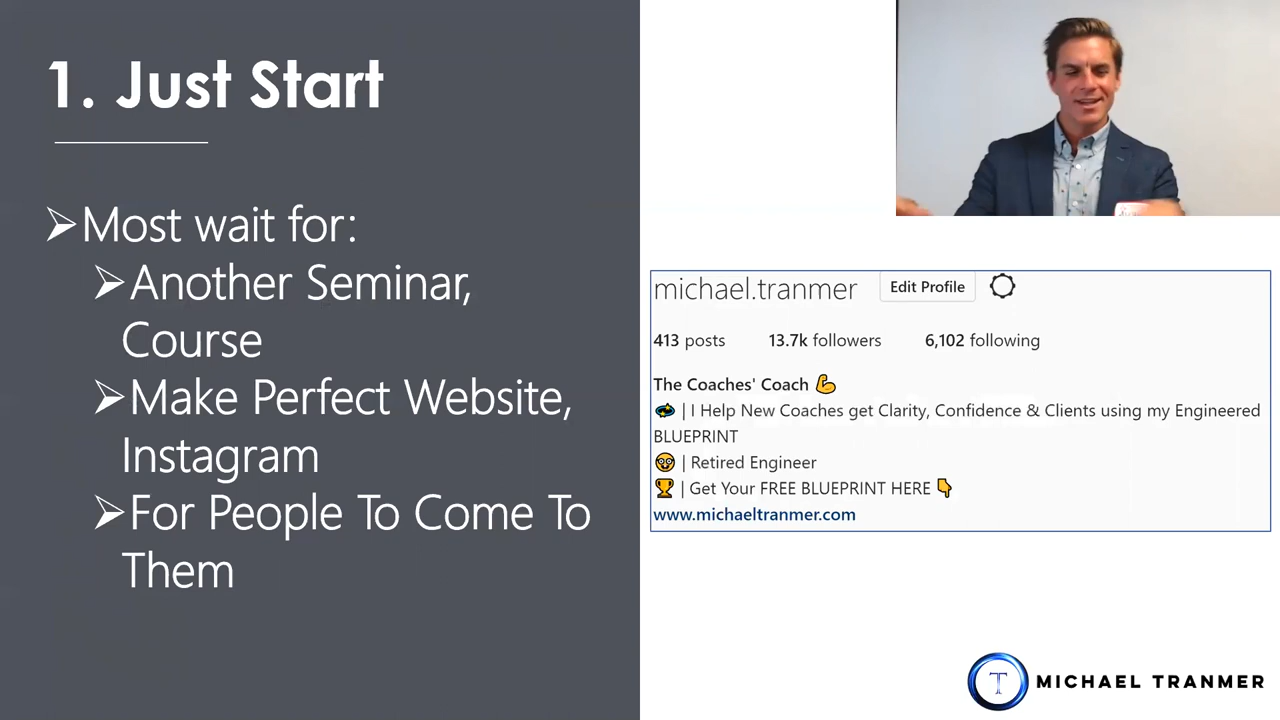 1. Just Start
➢Most wait for:
➢Another Seminar,
Course
➢Make Perfect Website,
Instagram
➢For People To Come To
Them
michael.tranmer Edit Profile
413 posts 13.7k followers 6,102 following
The Coaches' Coach 💪
| I Help New Coaches get Clarity, Confidence & Clients using my Engineered
BLUEPRINT
| Retired Engineer
🏆 | Get Your FREE BLUEPRINT HERE 👇
www.michaeltranmer.com
T MICHAEL TRANMER